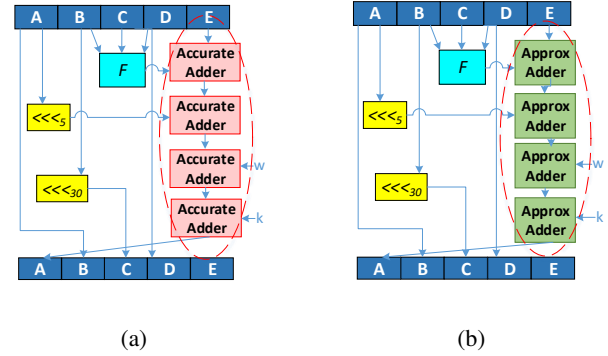 A B C D E
F
Accurate Adder
<<<5
Accurate Adder
Accurate Adder
w
<<<30
Accurate Adder
k
A B C D E
(a)
A B C D E
F
Approx Adder
<<<5
Approx Adder
Approx Adder
w
<<<30
Approx Adder
k
A B C D E
(b)